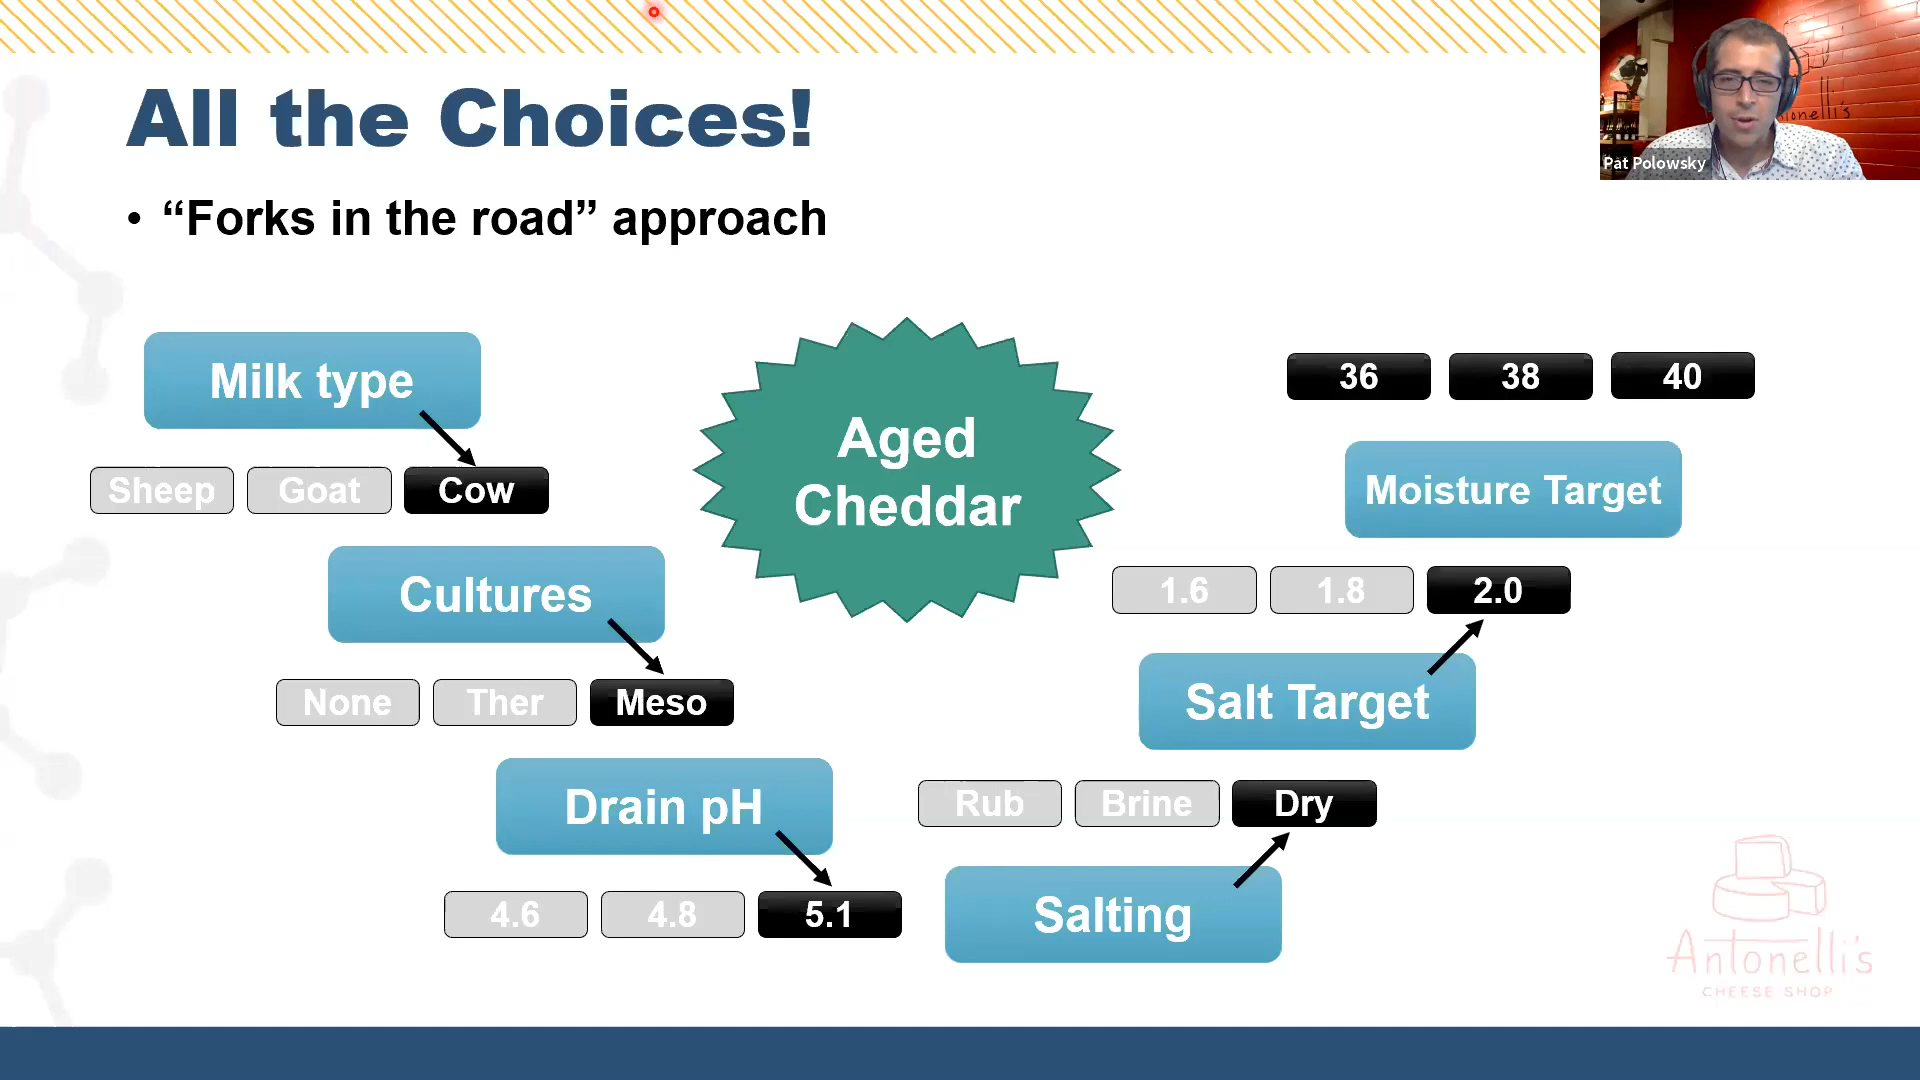 All the Choices!
• “Forks in the road” approach
Pat Polowsky
Milk type
Sheep Goat Cow
Cultures
None Ther Meso
Drain pH
4.6 4.8 5.1
Aged
Cheddar
Salting
Rub Brine Dry
Salt Target
1.6 1.8 2.0
Moisture Target
36 38 40
Antonelli's
CHEESE SHOP